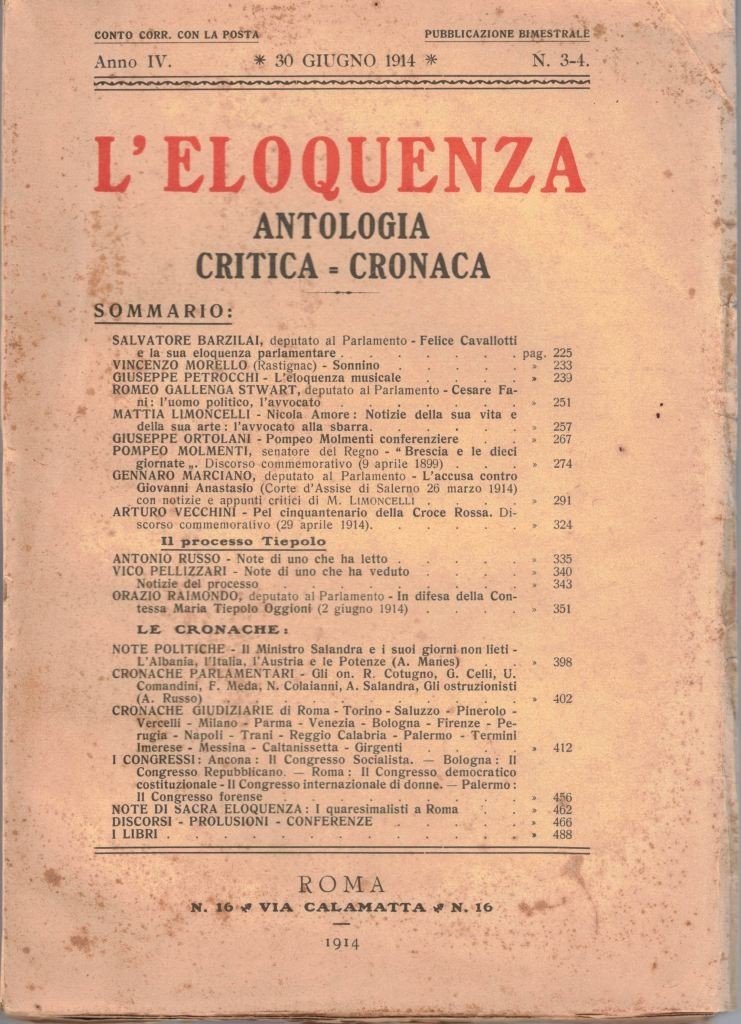 CONTO CORR. CON LA POSTA PUBBLICAZIONE BIMESTRALE
Anno IV. * 30 GIUGNO 1914 * N. 3-4.
L'ELOQUENZA
ANTOLOGIA
CRITICA = CRONACA
SOMMARIO:
SALVATORE BARZILAI, deputato al Parlamento - Felice Cavallotti
e la sua eloquenza parlamentare . . . . . . . pag. 225
VINCENZO MORELLO (Rastignac) - Sonnino . . . . . » 233
GIUSEPPE PETROCCHI - L'eloquenza musicale . . . . . » 239
ROMEO GALLENGA STWART, deputato al Parlamento - Cesare Fa-
ni: l'uomo politico, l'avvocato . . . . . . . » 251
MATTIA LIMONCELLI - Nicola Amore: Notizie della sua vita e
della sua arte: l'avvocato alla sbarra. . . . . . » 257
GIUSEPPE ORTOLANI - Pompeo Molmenti conferenziere . . » 267
POMPEO MOLMENTI, senatore del Regno - "Brescia e le dieci
giornate„. Discorso commemorativo (9 aprile 1899) . . . » 274
GENNARO MARCIANO, deputato al Parlamento - L'accusa contro
Giovanni Anastasio (Corte d'Assise di Salerno 26 marzo 1914)
con notizie e appunti critici di M. LIMONCELLI . . . . » 291
ARTURO VECCHINI - Pel cinquantenario della Croce Rossa. Di-
scorso commemorativo (29 aprile 1914). . . . . . » 324
Il processo Tiepolo
ANTONIO RUSSO - Note di uno che ha letto . . . . . » 335
VICO PELLIZZARI - Note di uno che ha veduto . . . . » 340
Notizie del processo . . . . . . . . » 343
ORAZIO RAIMONDO, deputato al Parlamento - In difesa della Con-
tessa Maria Tiepolo Oggioni (2 giugno 1914) . . . . » 351
LE CRONACHE:
NOTE POLITICHE - Il Ministro Salandra e i suoi giorni non lieti -
L'Albania, l'Italia, l'Austria e le Potenze (A. Manes) . . » 398
CRONACHE PARLAMENTARI - Gli on. R. Cotugno, G. Celli, U.
Comandini, F. Meda, N. Colaianni, A. Salandra, Gli ostruzionisti
(A. Russo) . . . . . . . . . . » 402
CRONACHE GIUDIZIARIE di Roma - Torino - Saluzzo - Pinerolo -
Vercelli - Milano - Parma - Venezia - Bologna - Firenze - Pe-
rugia - Napoli - Trani - Reggio Calabria - Palermo - Termini
Imerese - Messina - Caltanissetta - Girgenti . . . . » 412
I CONGRESSI: Ancona: Il Congresso Socialista. — Bologna: Il
Congresso Repubblicano. — Roma: Il Congresso democratico
costituzionale - Il Congresso internazionale di donne. — Palermo:
Il Congresso forense . . . . . . . . » 456
NOTE DI SACRA ELOQUENZA: I quaresimalisti a Roma . . » 462
DISCORSI - PROLUSIONI - CONFERENZE . . . . . » 466
I LIBRI . . . . . . . . . . . . » 488
ROMA
N. 16 VIA CALAMATTA N. 16
1914